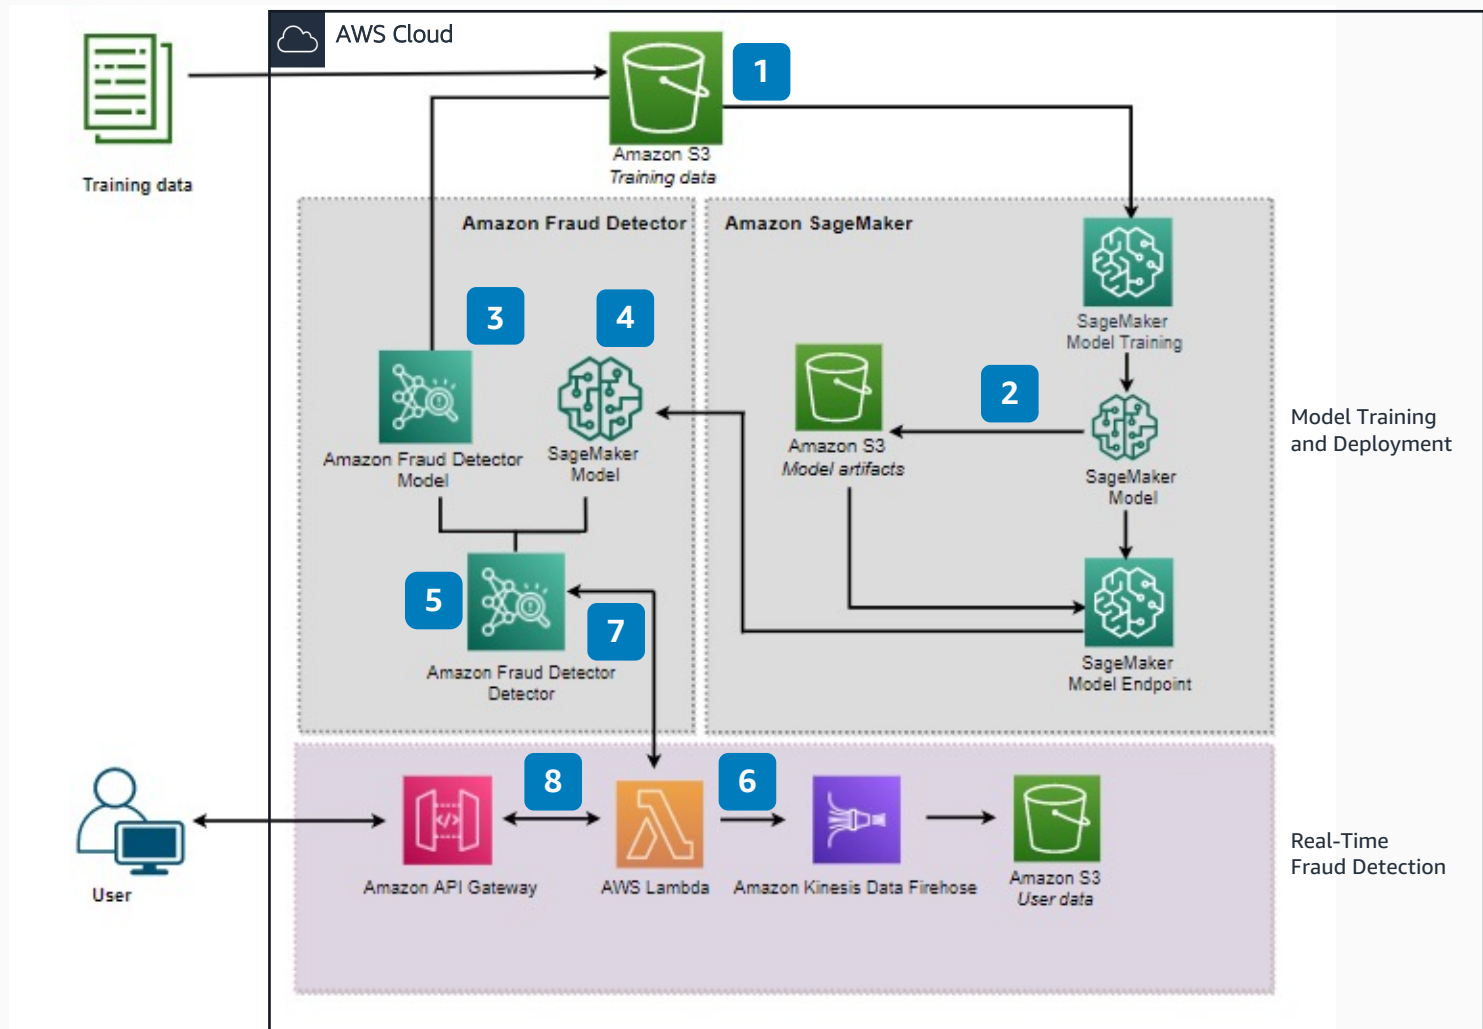 AWS Cloud
1
Amazon S3
Training data
Training data
Amazon Fraud Detector
Amazon SageMaker
3
4
SageMaker
Model Training
2
Amazon Fraud Detector
Model
SageMaker
Model
Amazon S3
Model artifacts
SageMaker
Model
Model Training
and Deployment
5
7
Amazon Fraud Detector
Detector
SageMaker
Model Endpoint
8
6
User
Amazon API Gateway
AWS Lambda
Amazon Kinesis Data Firehose
Amazon S3
User data
Real-Time
Fraud Detection